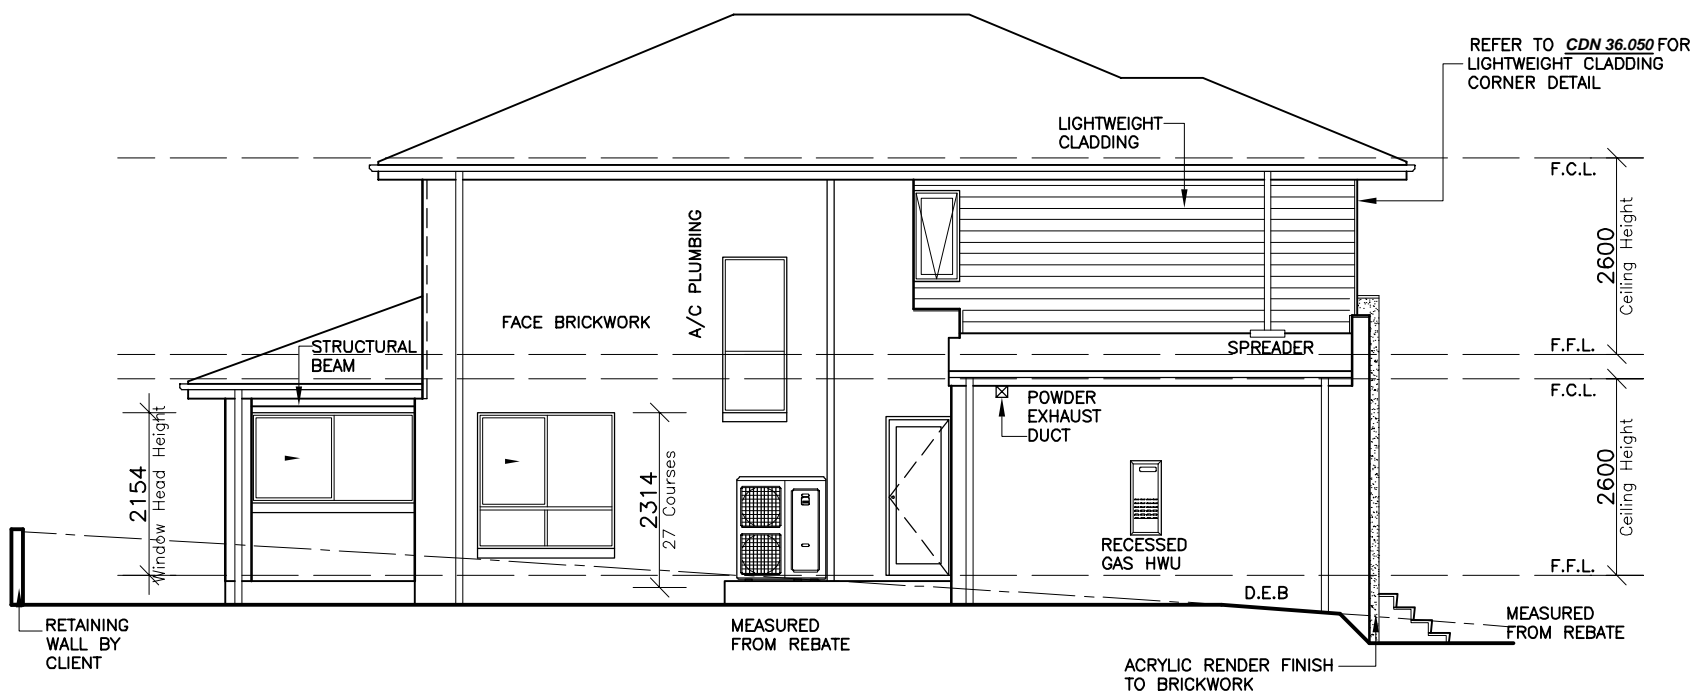 REFER TO CDN 36.050 FOR
LIGHTWEIGHT CLADDING
CORNER DETAIL
LIGHTWEIGHT
CLADDING
F.C.L.
2600
Ceiling Height
A/C PLUMBING
FACE BRICKWORK
STRUCTURAL
BEAM
SPREADER
F.F.L.
F.C.L.
POWDER
EXHAUST
DUCT
2154
Window Head Height
2314
27 Courses
2600
Ceiling Height
RECESSED
GAS HWU
F.F.L.
D.E.B
RETAINING
WALL BY
CLIENT
MEASURED
FROM REBATE
MEASURED
FROM REBATE
ACRYLIC RENDER FINISH
TO BRICKWORK